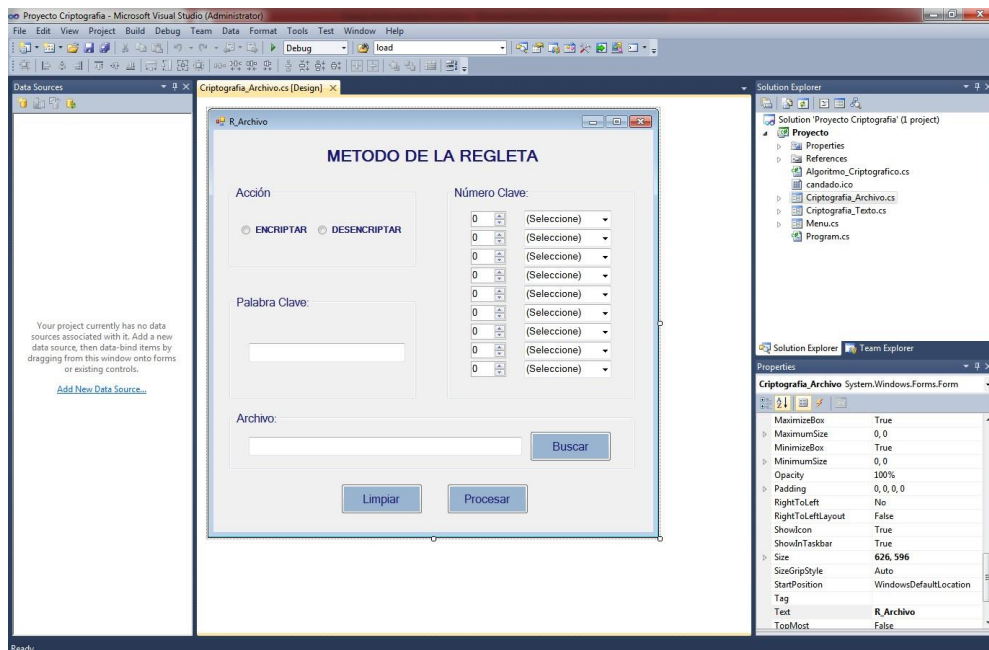 Proyecto Criptografia - Microsoft Visual Studio (Administrator)
File Edit View Project Build Debug Team Data Format Tools Test Window Help
Debug load
Data Sources
Criptografia_Archivo.cs [Design]
Solution Explorer
Your project currently has no data
sources associated with it. Add a new
data source, then data-bind items by
dragging from this window onto forms
or existing controls.
Add New Data Source...
R_Archivo
METODO DE LA REGLETA
Acción
ENCRIPTAR DESENCRIPTAR
Número Clave:
0 (Seleccione)
0 (Seleccione)
0 (Seleccione)
0 (Seleccione)
0 (Seleccione)
0 (Seleccione)
0 (Seleccione)
0 (Seleccione)
0 (Seleccione)
Palabra Clave:
Archivo:
Buscar
Limpiar Procesar
Solution 'Proyecto Criptografia' (1 project)
Proyecto
Properties
References
Algoritmo_Criptografico.cs
candado.ico
Criptografia_Archivo.cs
Criptografia_Texto.cs
Menu.cs
Program.cs
Solution Explorer Team Explorer
Properties
Criptografia_Archivo System.Windows.Forms.Form
MaximizeBox True
MaximumSize 0, 0
MinimizeBox True
MinimumSize 0, 0
Opacity 100%
Padding 0, 0, 0, 0
RightToLeft No
RightToLeftLayout False
ShowIcon True
ShowInTaskbar True
Size 626, 596
SizeGripStyle Auto
StartPosition WindowsDefaultLocation
Tag
Text R_Archivo
TopMost False
Ready